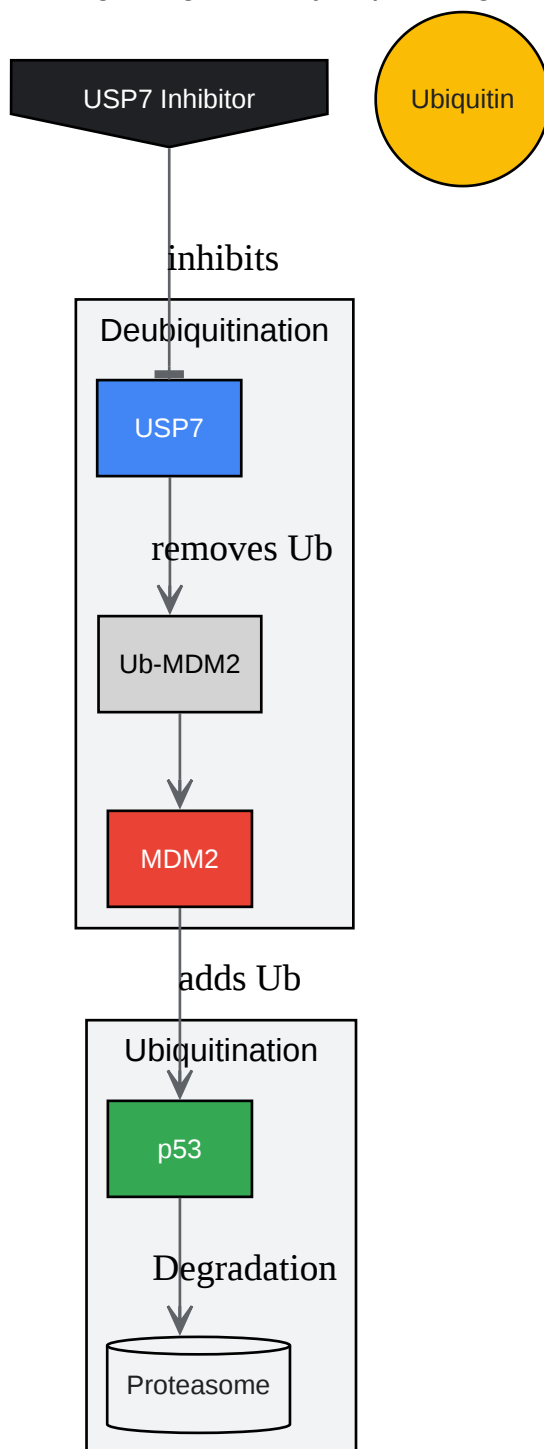 USP7 Inhibitor
Ubiquitin
inhibits
Deubiquitination
USP7
removes Ub
Ub-MDM2
MDM2
adds Ub
Ubiquitination
p53
Degradation
Proteasome